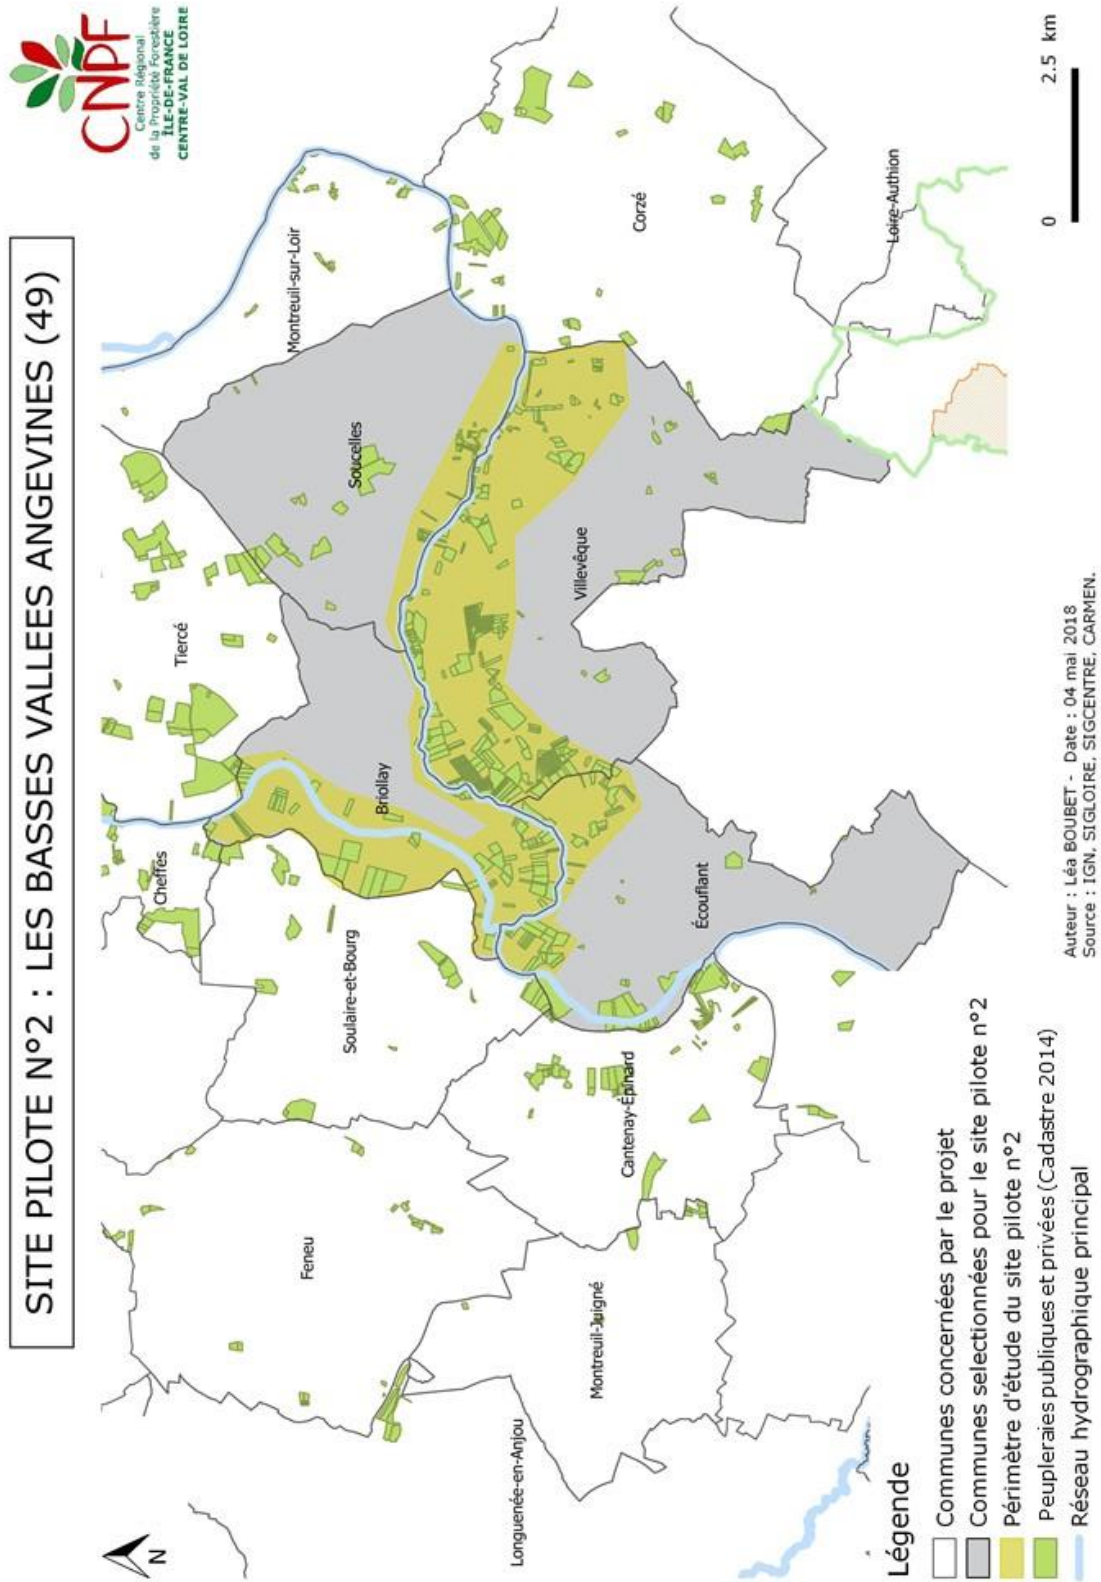 SITE PILOTE N°2 : LES BASSES VALLEES ANGEVINES (49)
CNPF
Centre Régional
de la Propriété Forestière
ÎLE-DE-FRANCE
CENTRE-VAL DE LOIRE
N
Tiercé
Cheffes
Montreuil-sur-Loir
Feneu
Soulaire-et-Bourg
Soucelles
Briollay
Longuenée-en-Anjou
Montreuil-Juigné
Cantenay-Épinard
Villevêque
Corzé
Écouflant
Loire-Authion
Légende
Communes concernées par le projet
Communes selectionnées pour le site pilote n°2
Périmètre d'étude du site pilote n°2
Peupleraies publiques et privées (Cadastre 2014)
Réseau hydrographique principal
0 2.5 km
Auteur : Léa BOUBET - Date : 04 mai 2018
Source : IGN, SIGLOIRE, SIGCENTRE, CARMEN.